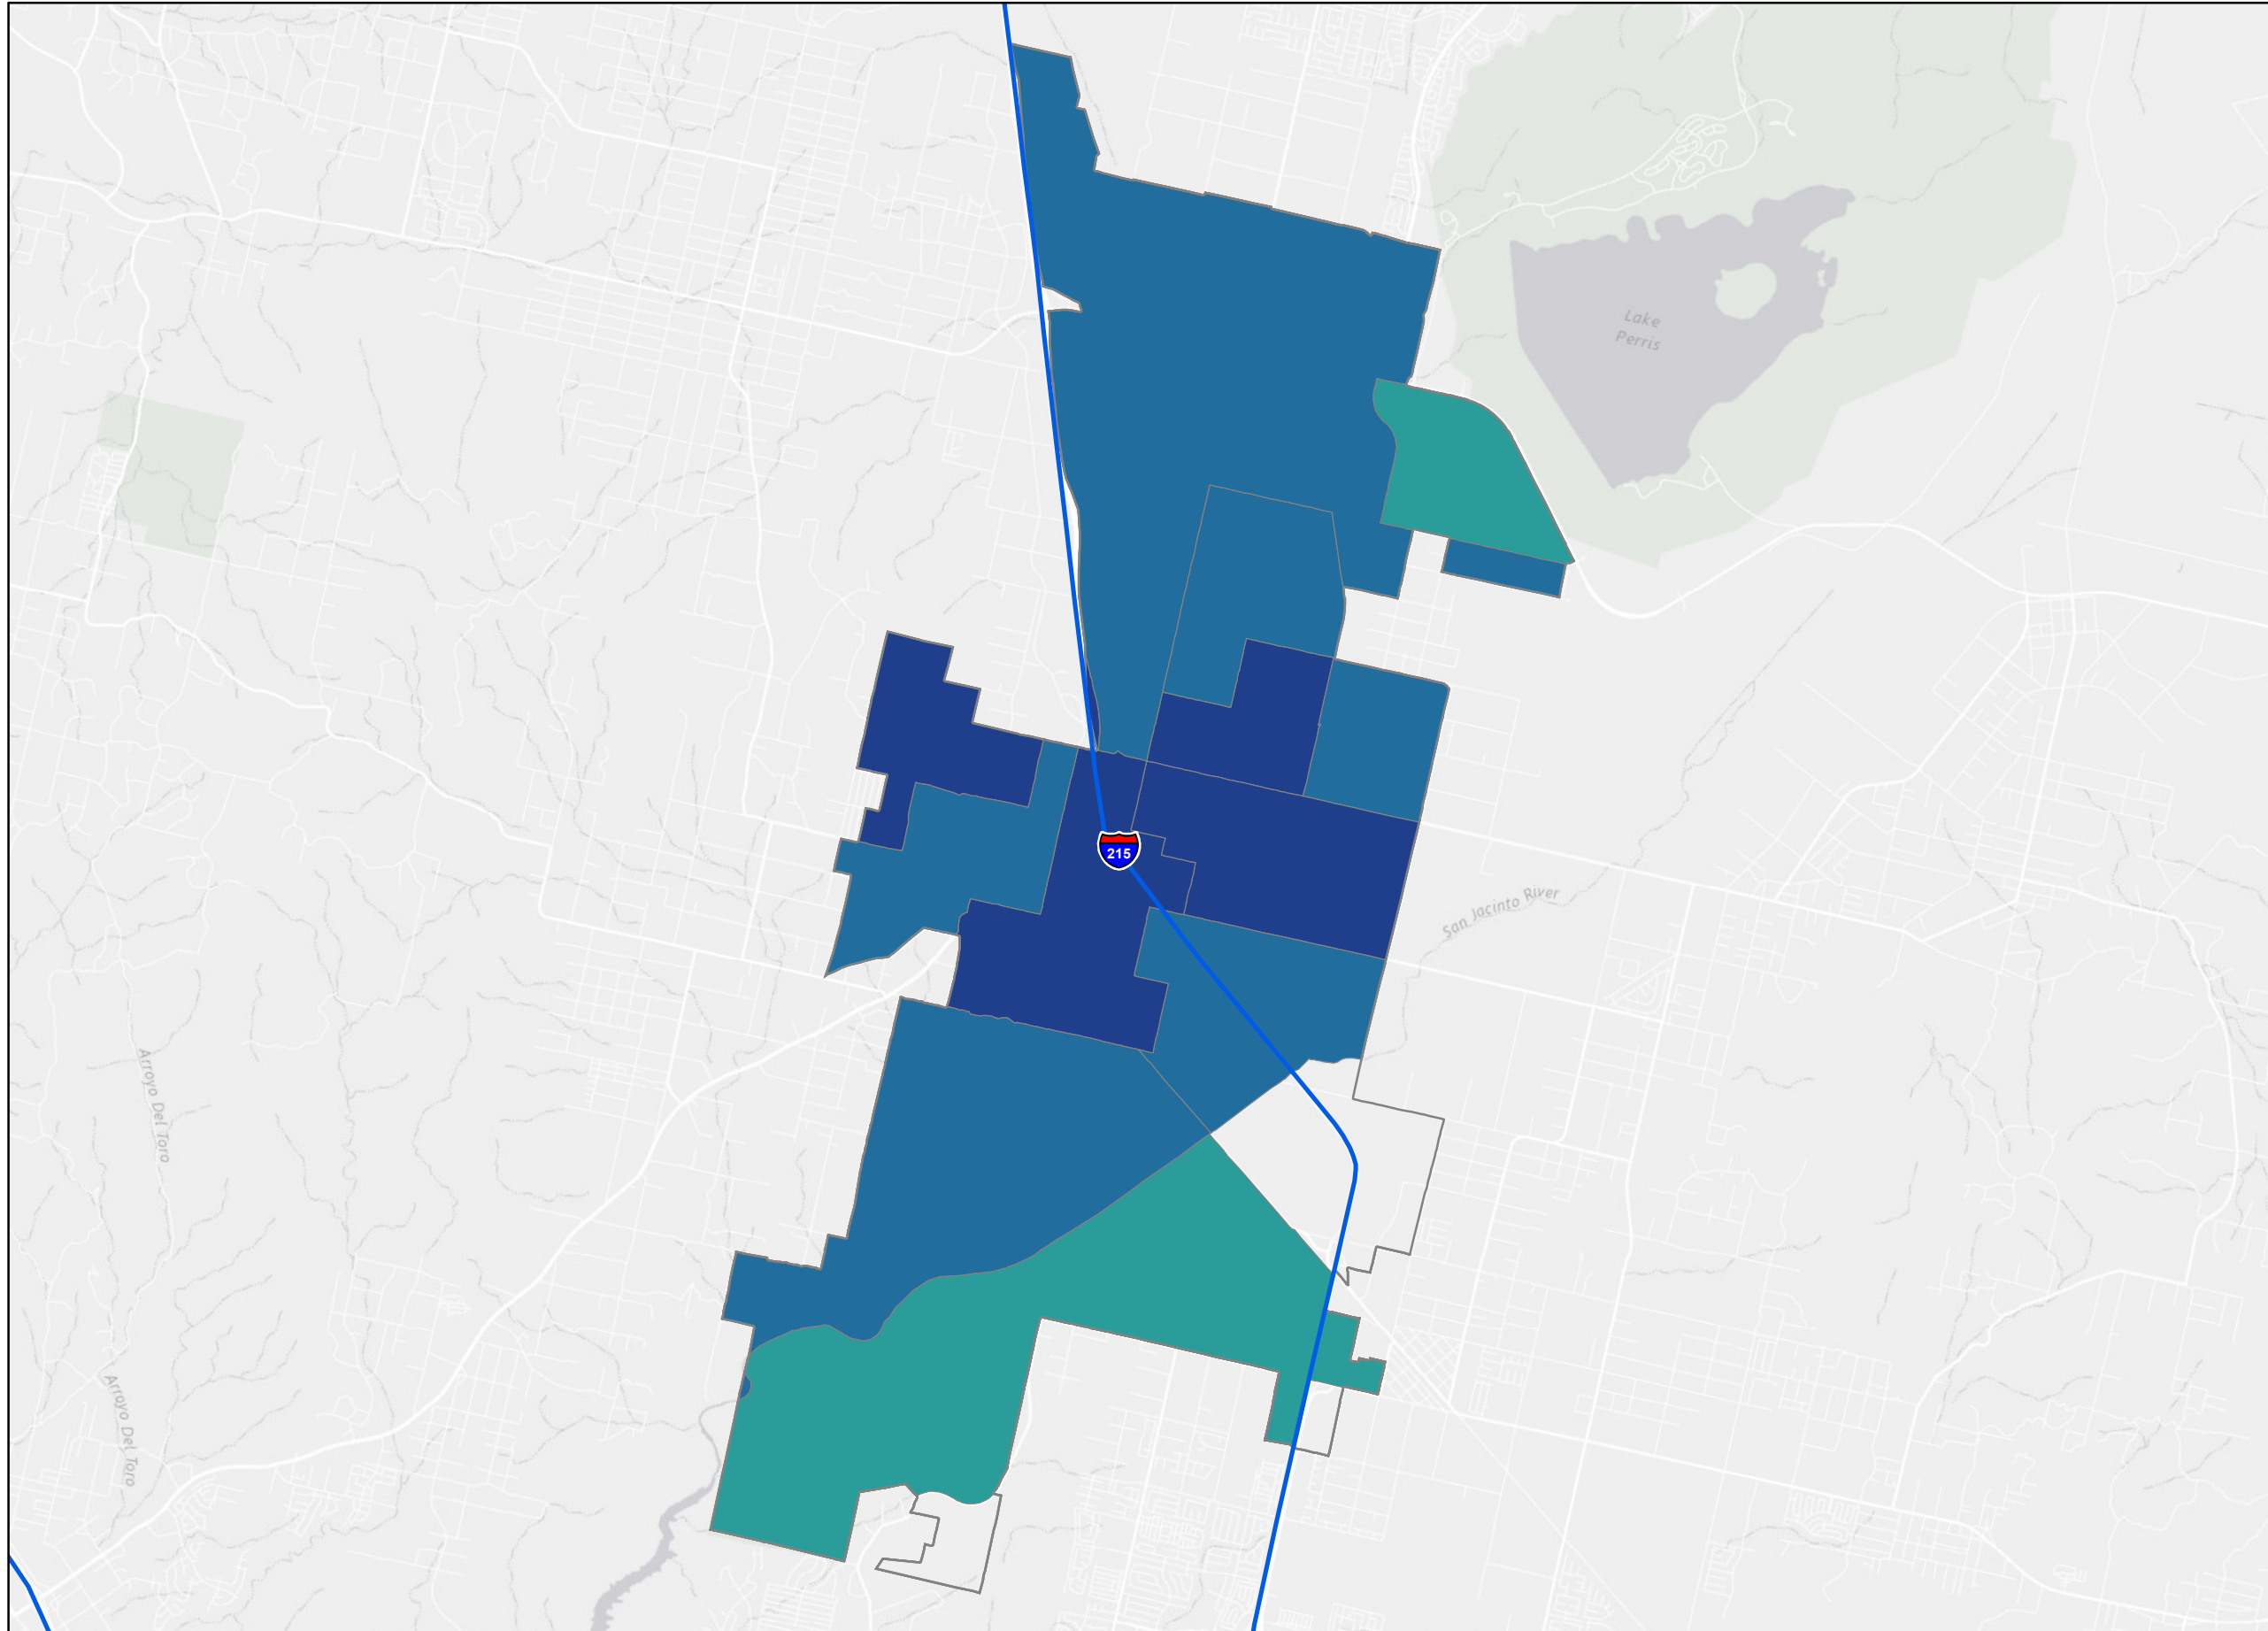 Lake
Perris
215
San Jacinto River
Arroyo Del Toro
Arroyo Del Toro